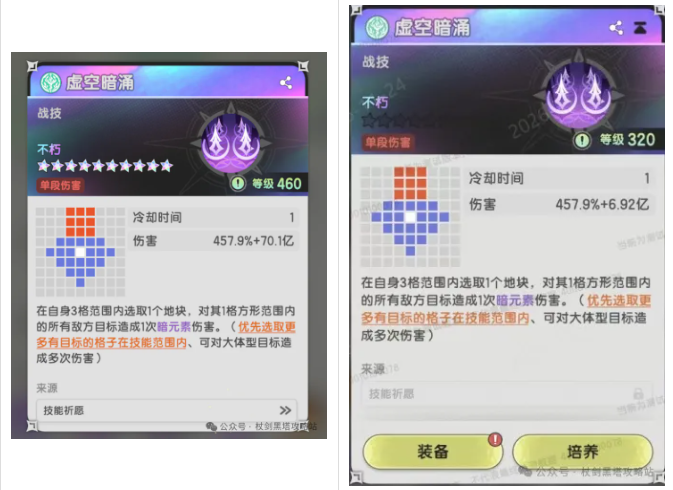 虚空暗涌
战技
不朽
单段伤害
等级 460
冷却时间 1
伤害 457.9%+70.1亿
在自身3格范围内选取1个地块，对其1格方形范围内
的所有敌方目标造成1次暗元素伤害。（优先选取更
多有目标的格子在技能范围内、可对大体型目标造
成多次伤害）
来源
技能祈愿
公众号 · 杖剑黑塔攻略站
虚空暗涌
战技
不朽
单段伤害
等级 320
冷却时间 1
伤害 457.9%+6.92亿
在自身3格范围内选取1个地块，对其1格方形范围内
的所有敌方目标造成1次暗元素伤害。（优先选取更
多有目标的格子在技能范围内、可对大体型目标造
成多次伤害）
来源
技能祈愿
装备
培养
公众号 · 杖剑黑塔攻略站